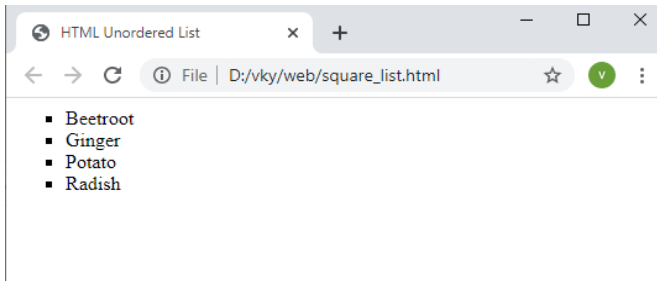 HTML Unordered List
File D:/vky/web/square_list.html
V
Beetroot
Ginger
Potato
Radish